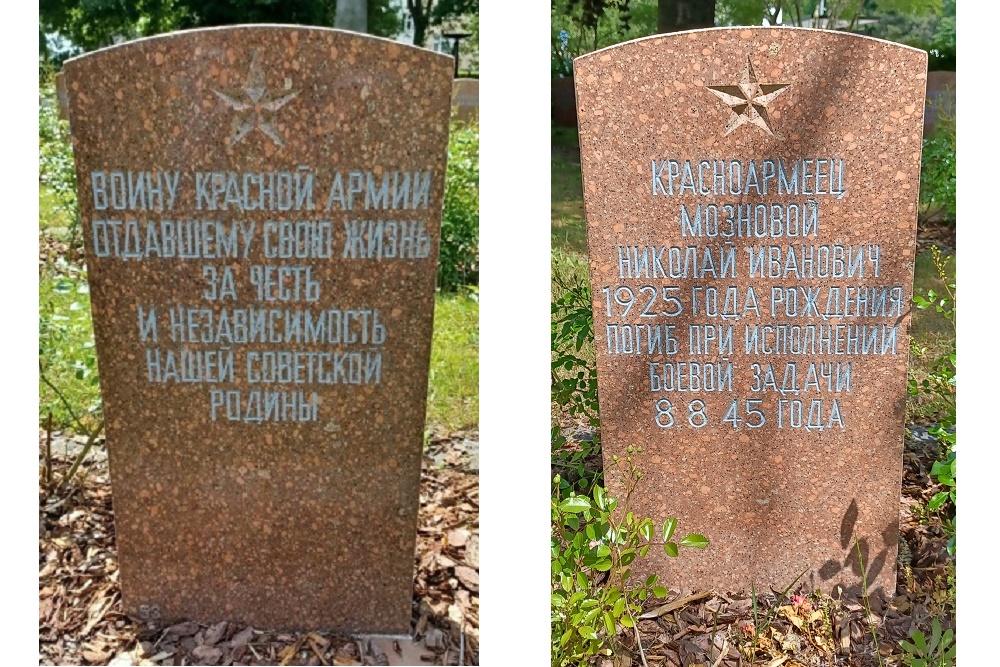 ВОИНУ КРАСНОЙ АРМИИ
ОТДАВШЕМУ СВОЮ ЖИЗНЬ
ЗА ЧЕСТЬ
И НЕЗАВИСИМОСТЬ
НАШЕЙ СОВЕТСКОЙ
РОДИНЫ
53
КРАСНОАРМЕЕЦ
МОЗНОВОЙ
НИКОЛАЙ ИВАНОВИЧ
1925 ГОДА РОЖДЕНИЯ
ПОГИБ ПРИ ИСПОЛНЕНИИ
БОЕВОЙ ЗАДАЧИ
8 8 45 ГОДА